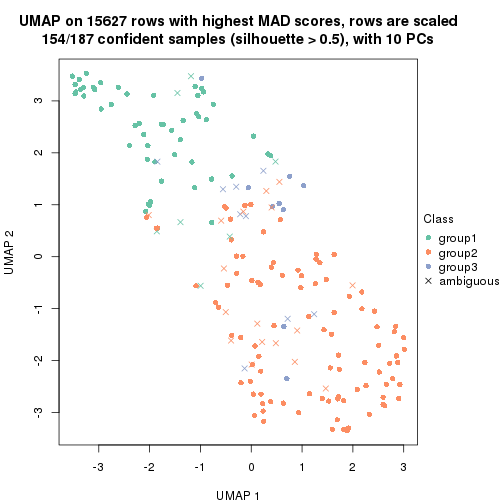 UMAP on 15627 rows with highest MAD scores, rows are scaled
154/187 confident samples (silhouette > 0.5), with 10 PCs
3
2
1
0
-1
-2
-3
UMAP 2
-3
-2
-1
0
1
2
3
UMAP 1
Class
group1
group2
group3
ambiguous